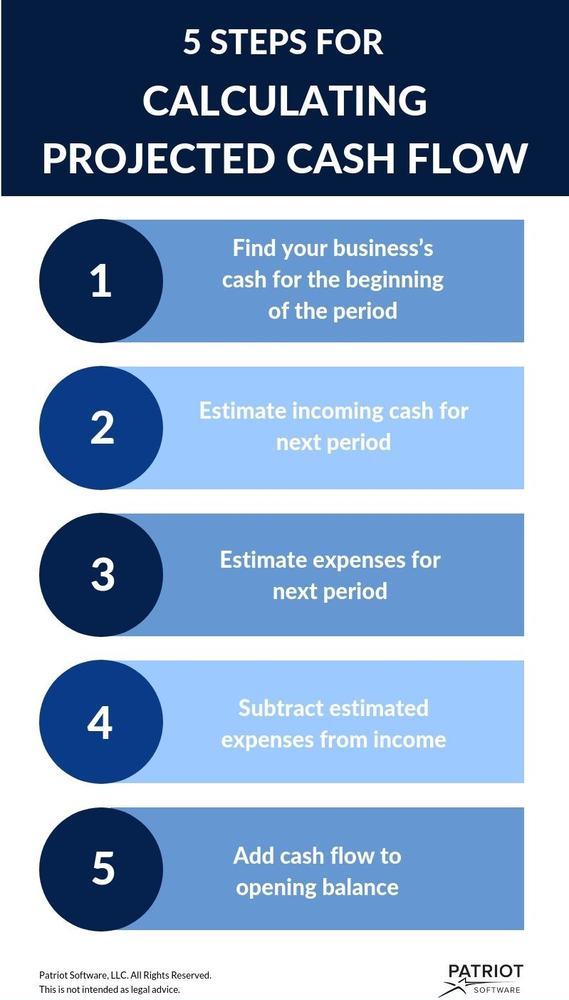 5 STEPS FOR
CALCULATING
PROJECTED CASH FLOW
1
Find your business’s
cash for the beginning
of the period
2
Estimate incoming cash for
next period
3
Estimate expenses for
next period
4
Subtract estimated
expenses from income
5
Add cash flow to
opening balance
Patriot Software, LLC. All Rights Reserved.
This is not intended as legal advice.
PATRIOT
SOFTWARE